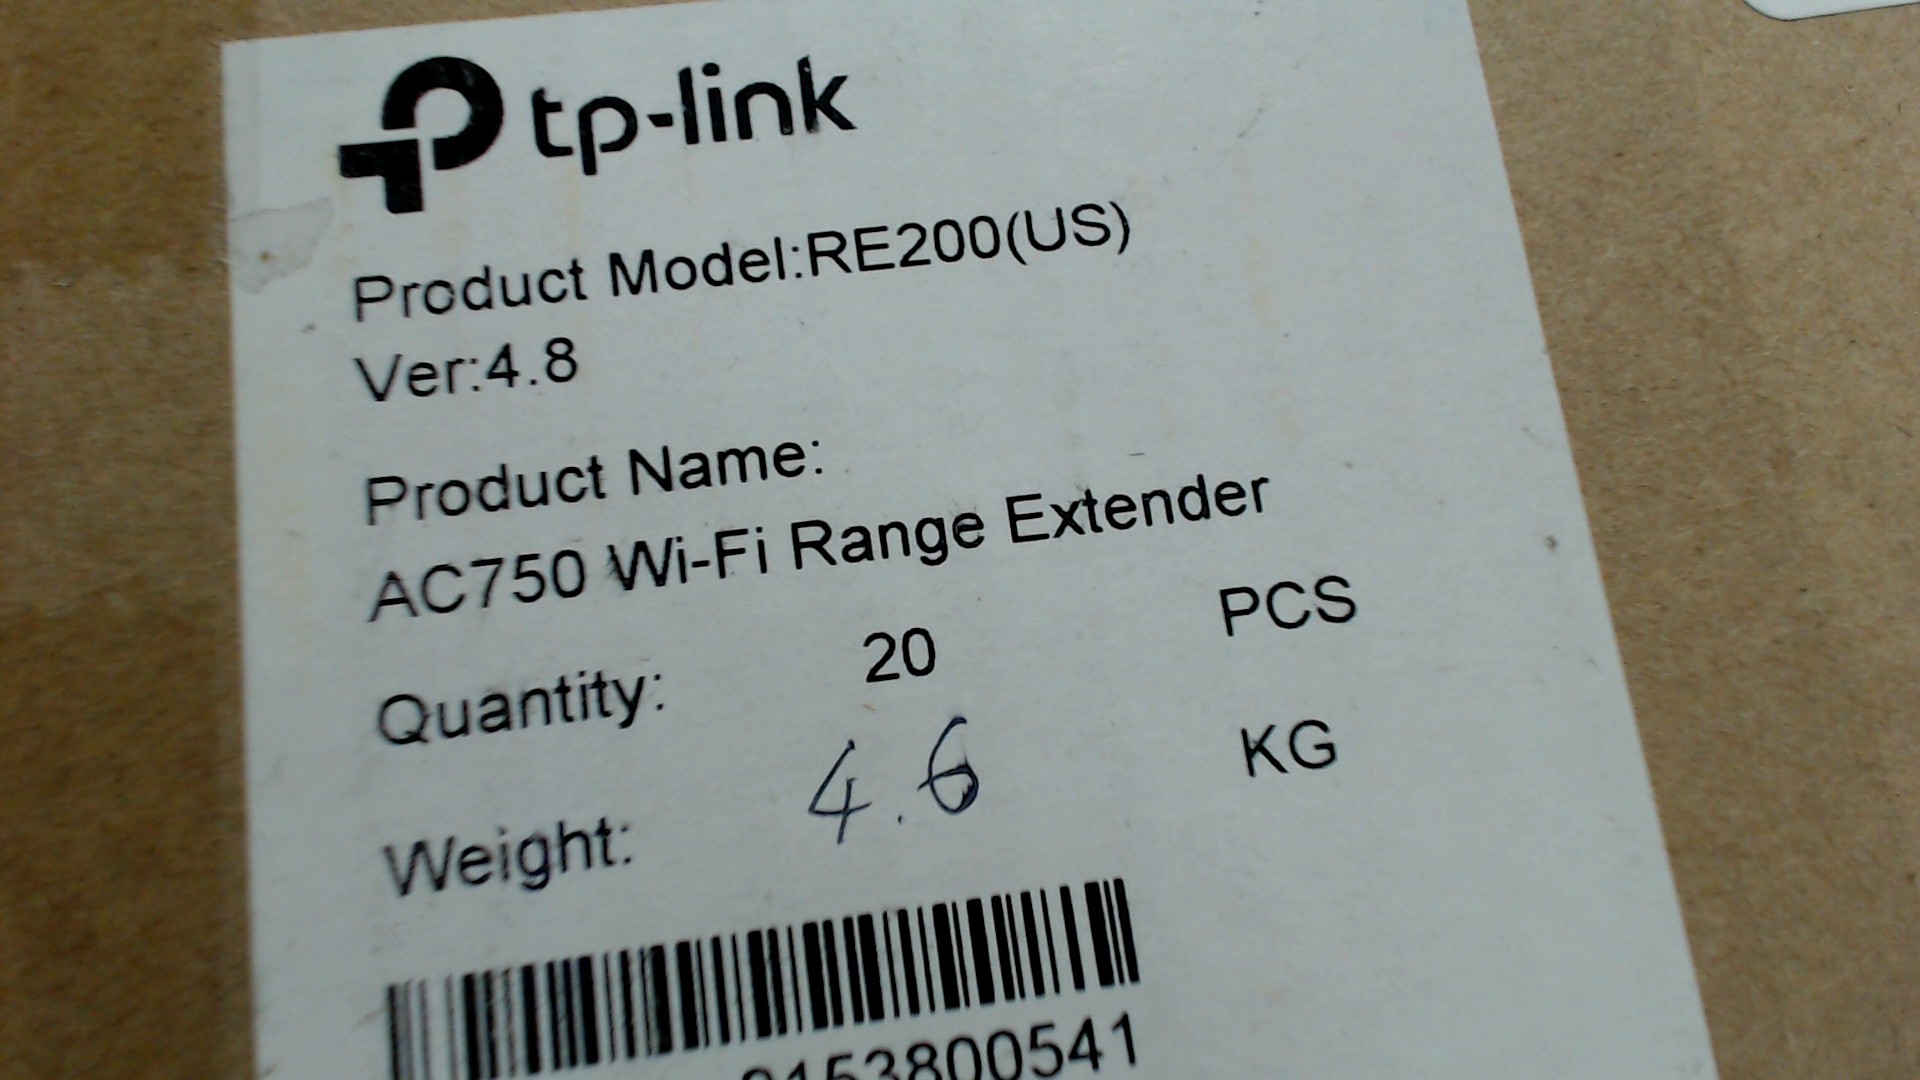 tp-link
Product Model:RE200(US)
Ver:4.8
Product Name:
AC750 Wi-Fi Range Extender
Quantity: 20 PCS
Weight: 4.6 KG